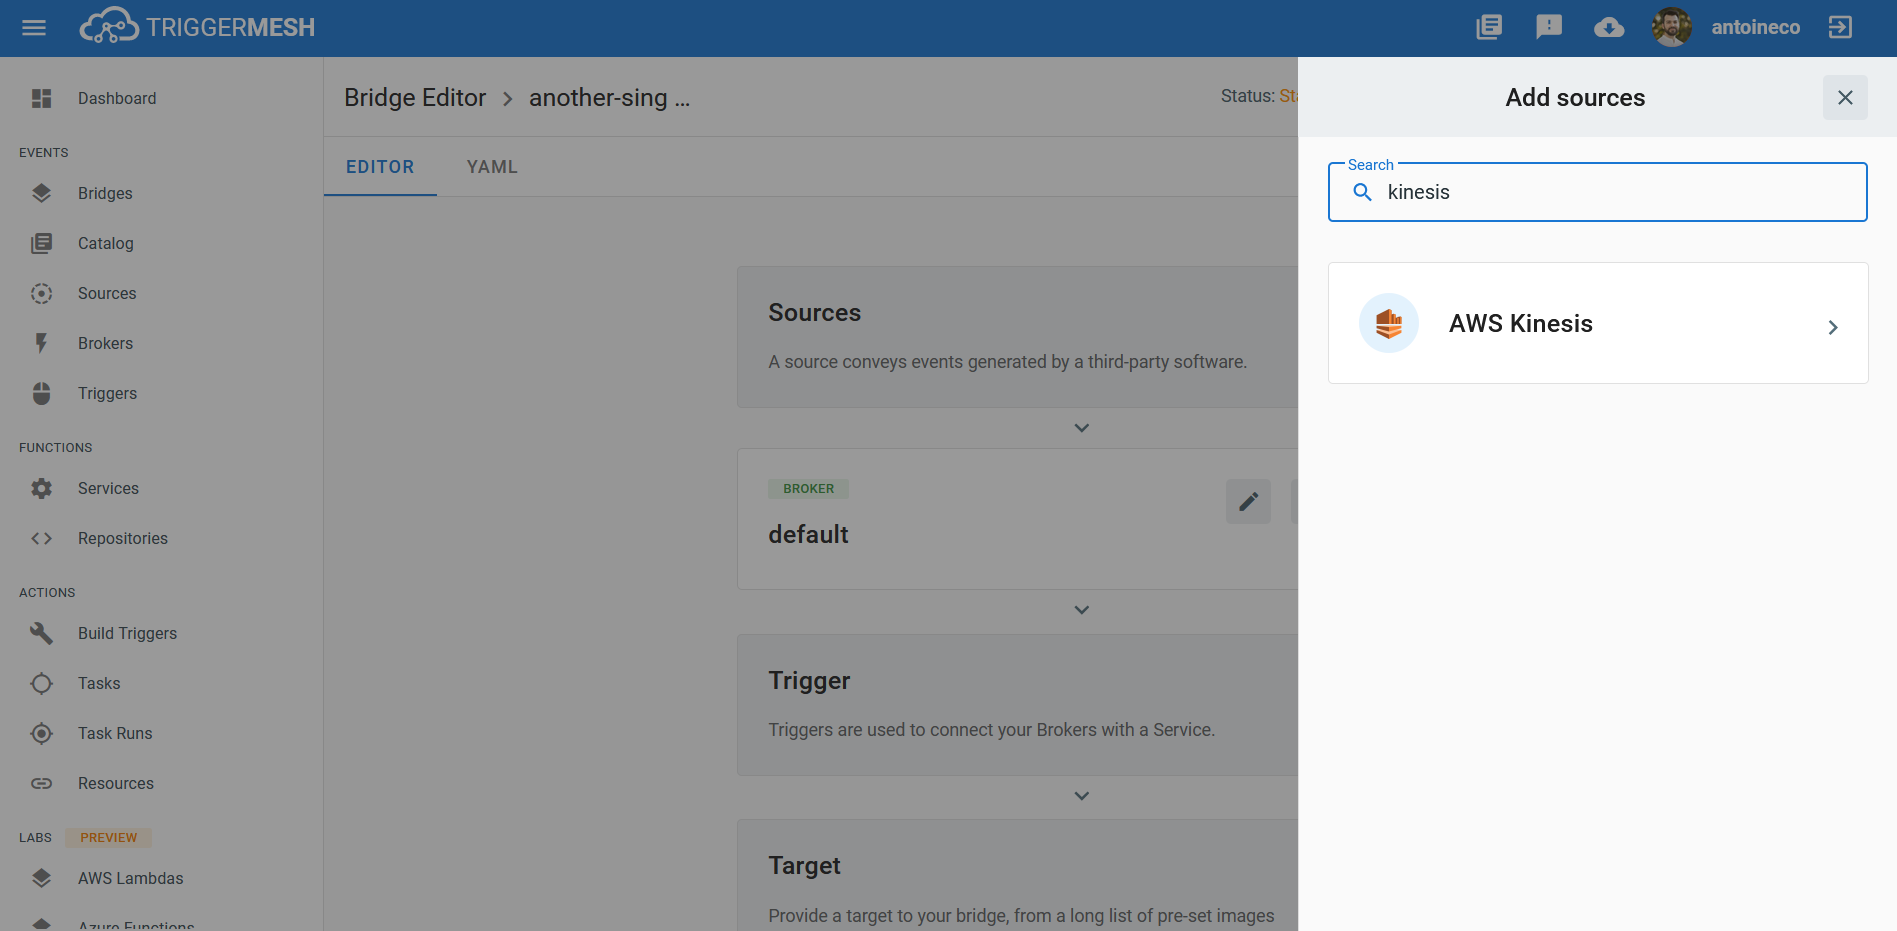 TRIGGERMESH
antoineco
Dashboard
EVENTS
Bridges
Catalog
Sources
Brokers
Triggers
FUNCTIONS
Services
Repositories
ACTIONS
Build Triggers
Tasks
Task Runs
Resources
LABS PREVIEW
AWS Lambdas
Azure Functions
Bridge Editor > another-sing ...
Status: Sta
EDITOR YAML
Sources
A source conveys events generated by a third-party software.
BROKER
default
Trigger
Triggers are used to connect your Brokers with a Service.
Target
Provide a target to your bridge, from a long list of pre-set images
Add sources
Search
kinesis
AWS Kinesis